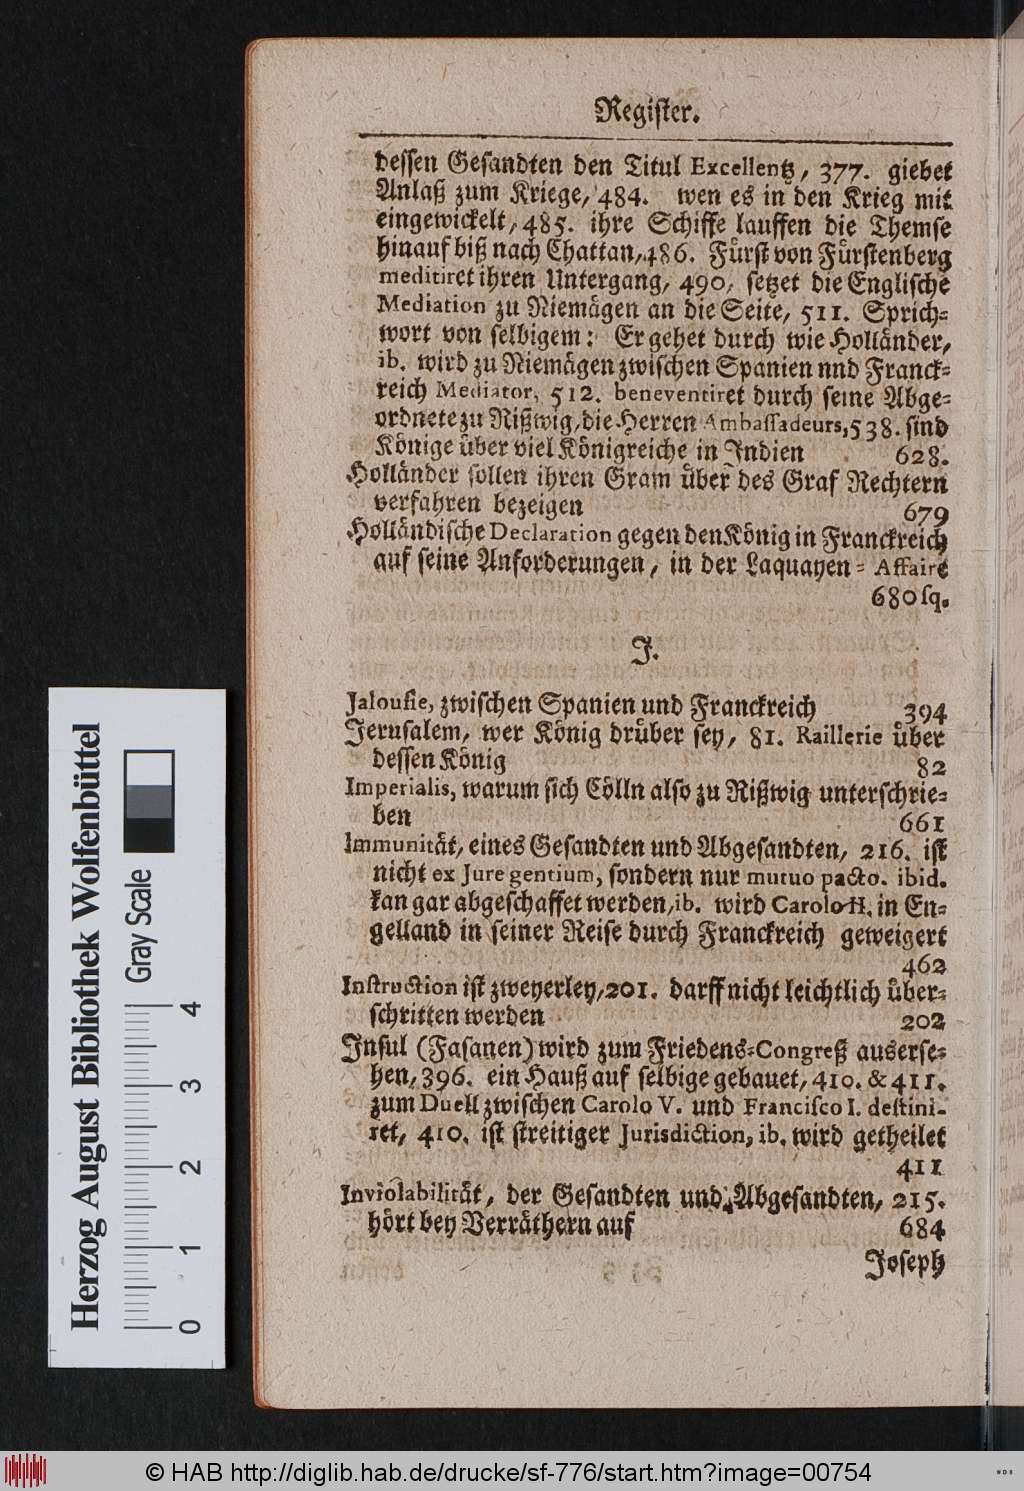 Regiſter.
deſſen Geſandten den Titul Excellentz, 377. giebet
Anlaß zum Kriege, 484. wen es in den Krieg mit
eingewickelt, 485. ihre Schiffe lauffen die Themſe
hinauf biß nach Chattan, 486. Fürſt von Fürſtenberg
meditiret ihren Untergang, 490, ſetzet die Engliſche
Mediation zu Niemägen an die Seite, 511. Sprich-
wort von ſelbigem: Er gehet durch wie Holländer,
ib. wird zu Niemägen zwiſchen Spanien nnd Franck-
reich Mediator, 512. beneventiret durch ſeine Abge-
ordnete zu Rißwig, die Herren Ambaſſadeurs, 538. ſind
Könige über viel Königreiche in Indien 628.
Holländer ſollen ihren Gram über des Graf Rechtern
verfahren bezeigen 679
Holländiſche Declaration gegen den König in Franckreich
auf ſeine Anforderungen, in der Laquayen-Affaire
680 ſq.
J.
Jalouſie, zwiſchen Spanien und Franckreich 394
Jeruſalem, wer König drüber ſey, 81. Raillerie über
deſſen König 82
Imperialis, warum ſich Cölln alſo zu Rißwig unterſchrie-
ben 661
Immunität, eines Geſandten und Abgeſandten, 216. iſt
nicht ex Jure gentium, ſondern nur mutuo pacto. ibid.
kan gar abgeſchaffet werden, ib. wird Carolo II. in En-
gelland in ſeiner Reiſe durch Franckreich geweigert
462
Inſtruction iſt zweyerley, 201. darff nicht leichtlich über-
ſchritten werden 202
Inſul (Faſanen) wird zum Friedens-Congreß auserſe-
hen, 396. ein Hauß auf ſelbige gebauet, 410. & 411.
zum Duell zwiſchen Carolo V. und Franciſco I. deſtini-
ret, 410. iſt ſtreitiger Jurisdiction, ib. wird getheilet
411
Inviolabilität, der Geſandten und Abgeſandten, 215.
hört bey Verräthern auf 684
Joſeph
Herzog August Bibliothek Wolfenbüttel
Gray Scale
0 1 2 3 4
© HAB http://diglib.hab.de/drucke/sf-776/start.htm?image=00754
WDB